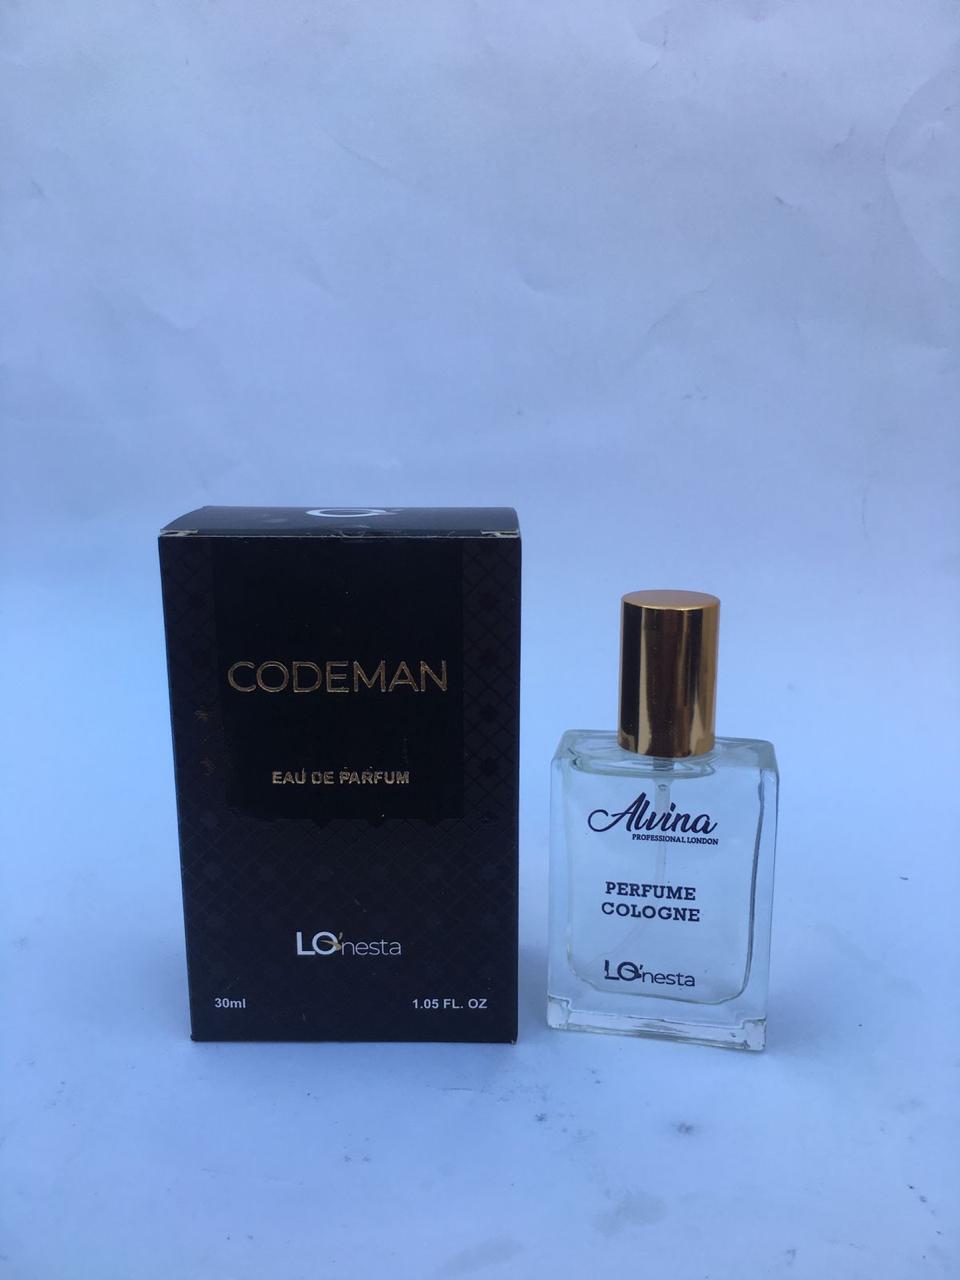 CODEMAN
EAU DE PARFUM
LO'nesta
30ml
1.05 FL. OZ
Alvina
PROFESSIONAL LONDON
PERFUME
COLOGNE
LO'nesta